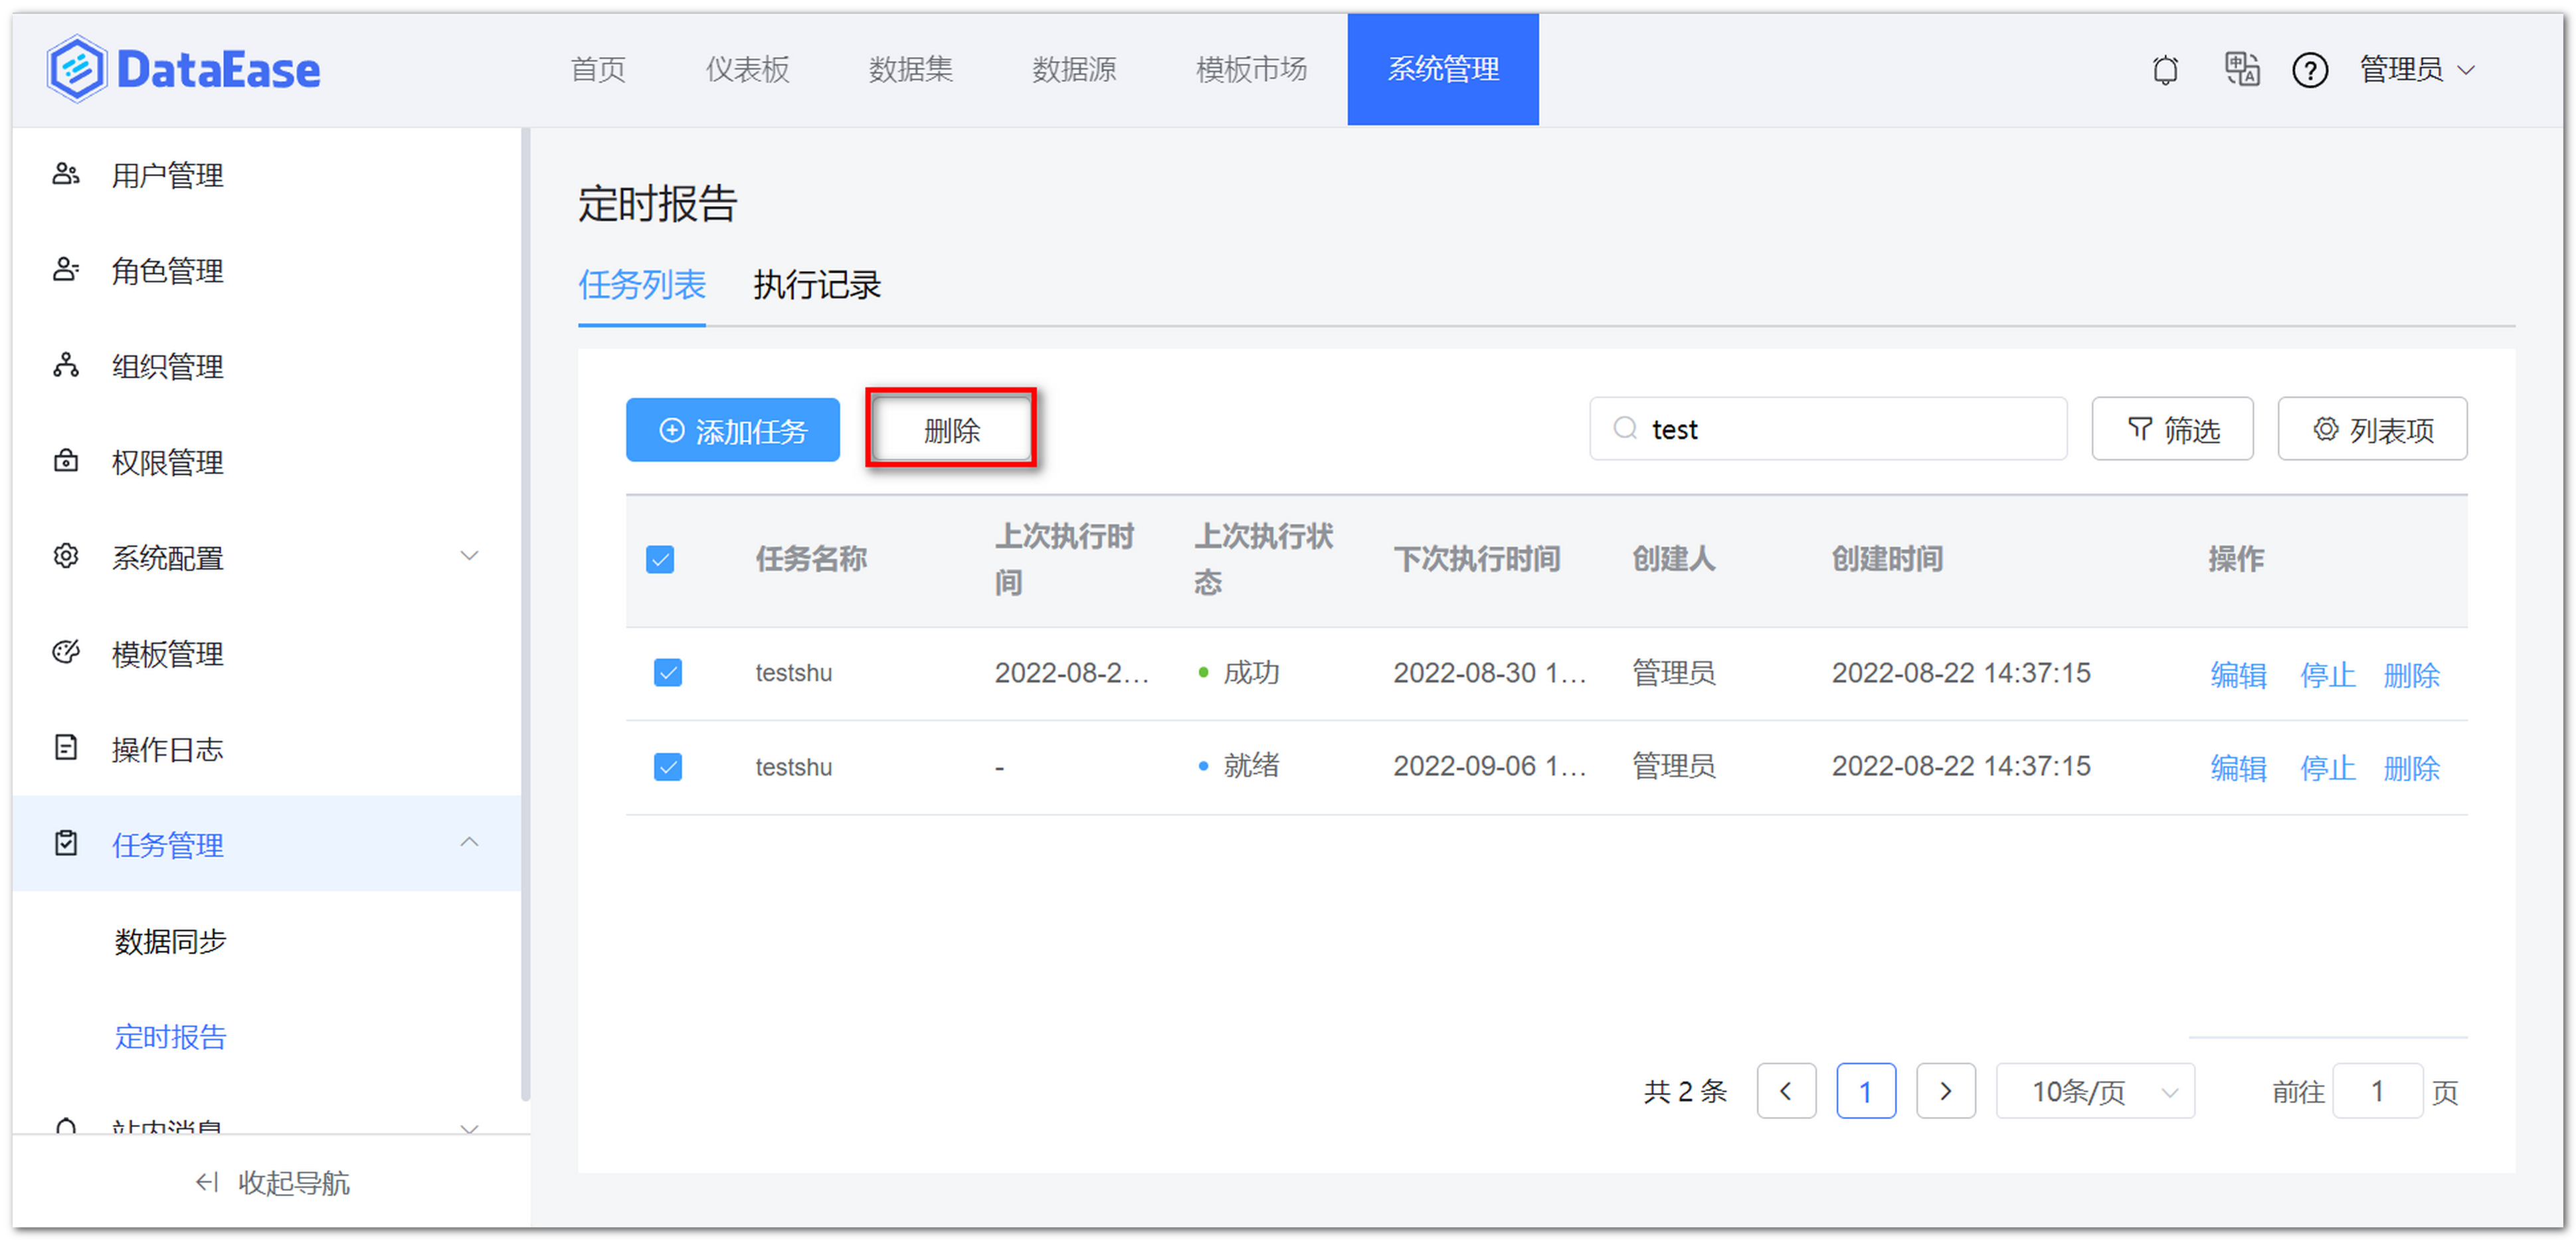 DataEase
首页 仪表板 数据集 数据源 模板市场 系统管理
管理员
用户管理
角色管理
组织管理
权限管理
系统配置
模板管理
操作日志
任务管理
数据同步
定时报告
站内消息
收起导航
定时报告
任务列表 执行记录
添加任务 删除 test 筛选 列表项
任务名称 上次执行时间 上次执行状态 下次执行时间 创建人 创建时间 操作
testshu 2022-08-2... 成功 2022-08-30 1... 管理员 2022-08-22 14:37:15 编辑 停止 删除
testshu - 就绪 2022-09-06 1... 管理员 2022-08-22 14:37:15 编辑 停止 删除
共 2 条 1 10条/页 前往 1 页